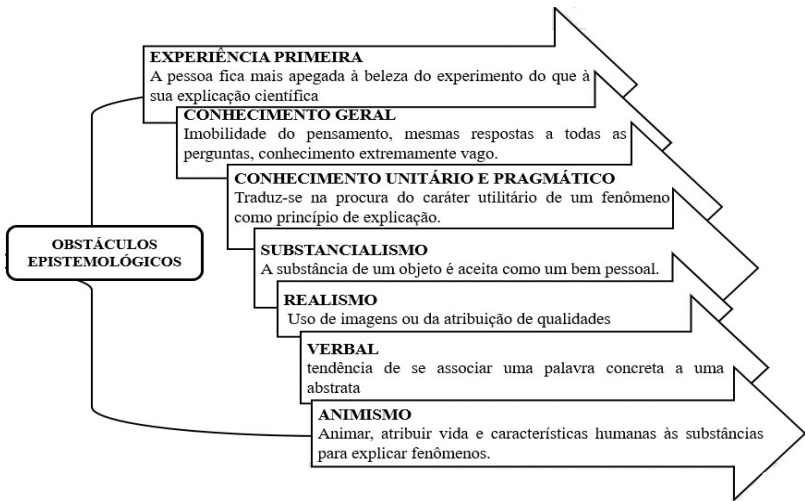 EXPERIÊNCIA PRIMEIRA
A pessoa fica mais apegada à beleza do experimento do que à
sua explicação científica
CONHECIMENTO GERAL
Imobilidade do pensamento, mesmas respostas a todas as
perguntas, conhecimento extremamente vago.
CONHECIMENTO UNITÁRIO E PRAGMÁTICO
Traduz-se na procura do caráter utilitário de um fenômeno
como princípio de explicação.
OBSTÁCULOS
EPISTEMOLÓGICOS
SUBSTANCIALISMO
A substância de um objeto é aceita como um bem pessoal.
REALISMO
Uso de imagens ou da atribuição de qualidades
VERBAL
tendência de se associar uma palavra concreta a uma
abstrata
ANIMISMO
Animar, atribuir vida e características humanas às substâncias
para explicar fenômenos.